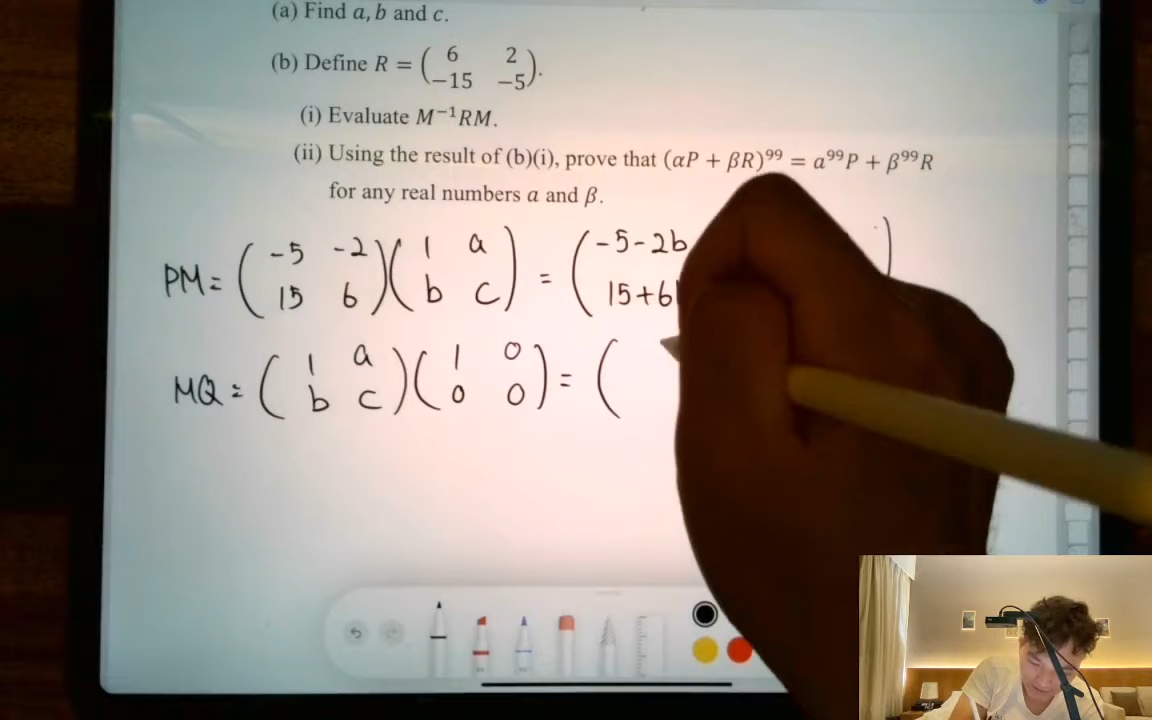 (a) Find a, b and c.
(b) Define R = ( 6 2 -15 -5 ).
(i) Evaluate M⁻¹RM.
(ii) Using the result of (b)(i), prove that (αP + βR)⁹⁹ = a⁹⁹P + β⁹⁹R
for any real numbers a and β.
PM = ( -5 -2 15 6 )( 1 a b c ) = ( -5-2b 15+6 )
MQ = ( 1 a b c )( 1 0 0 0 ) = (